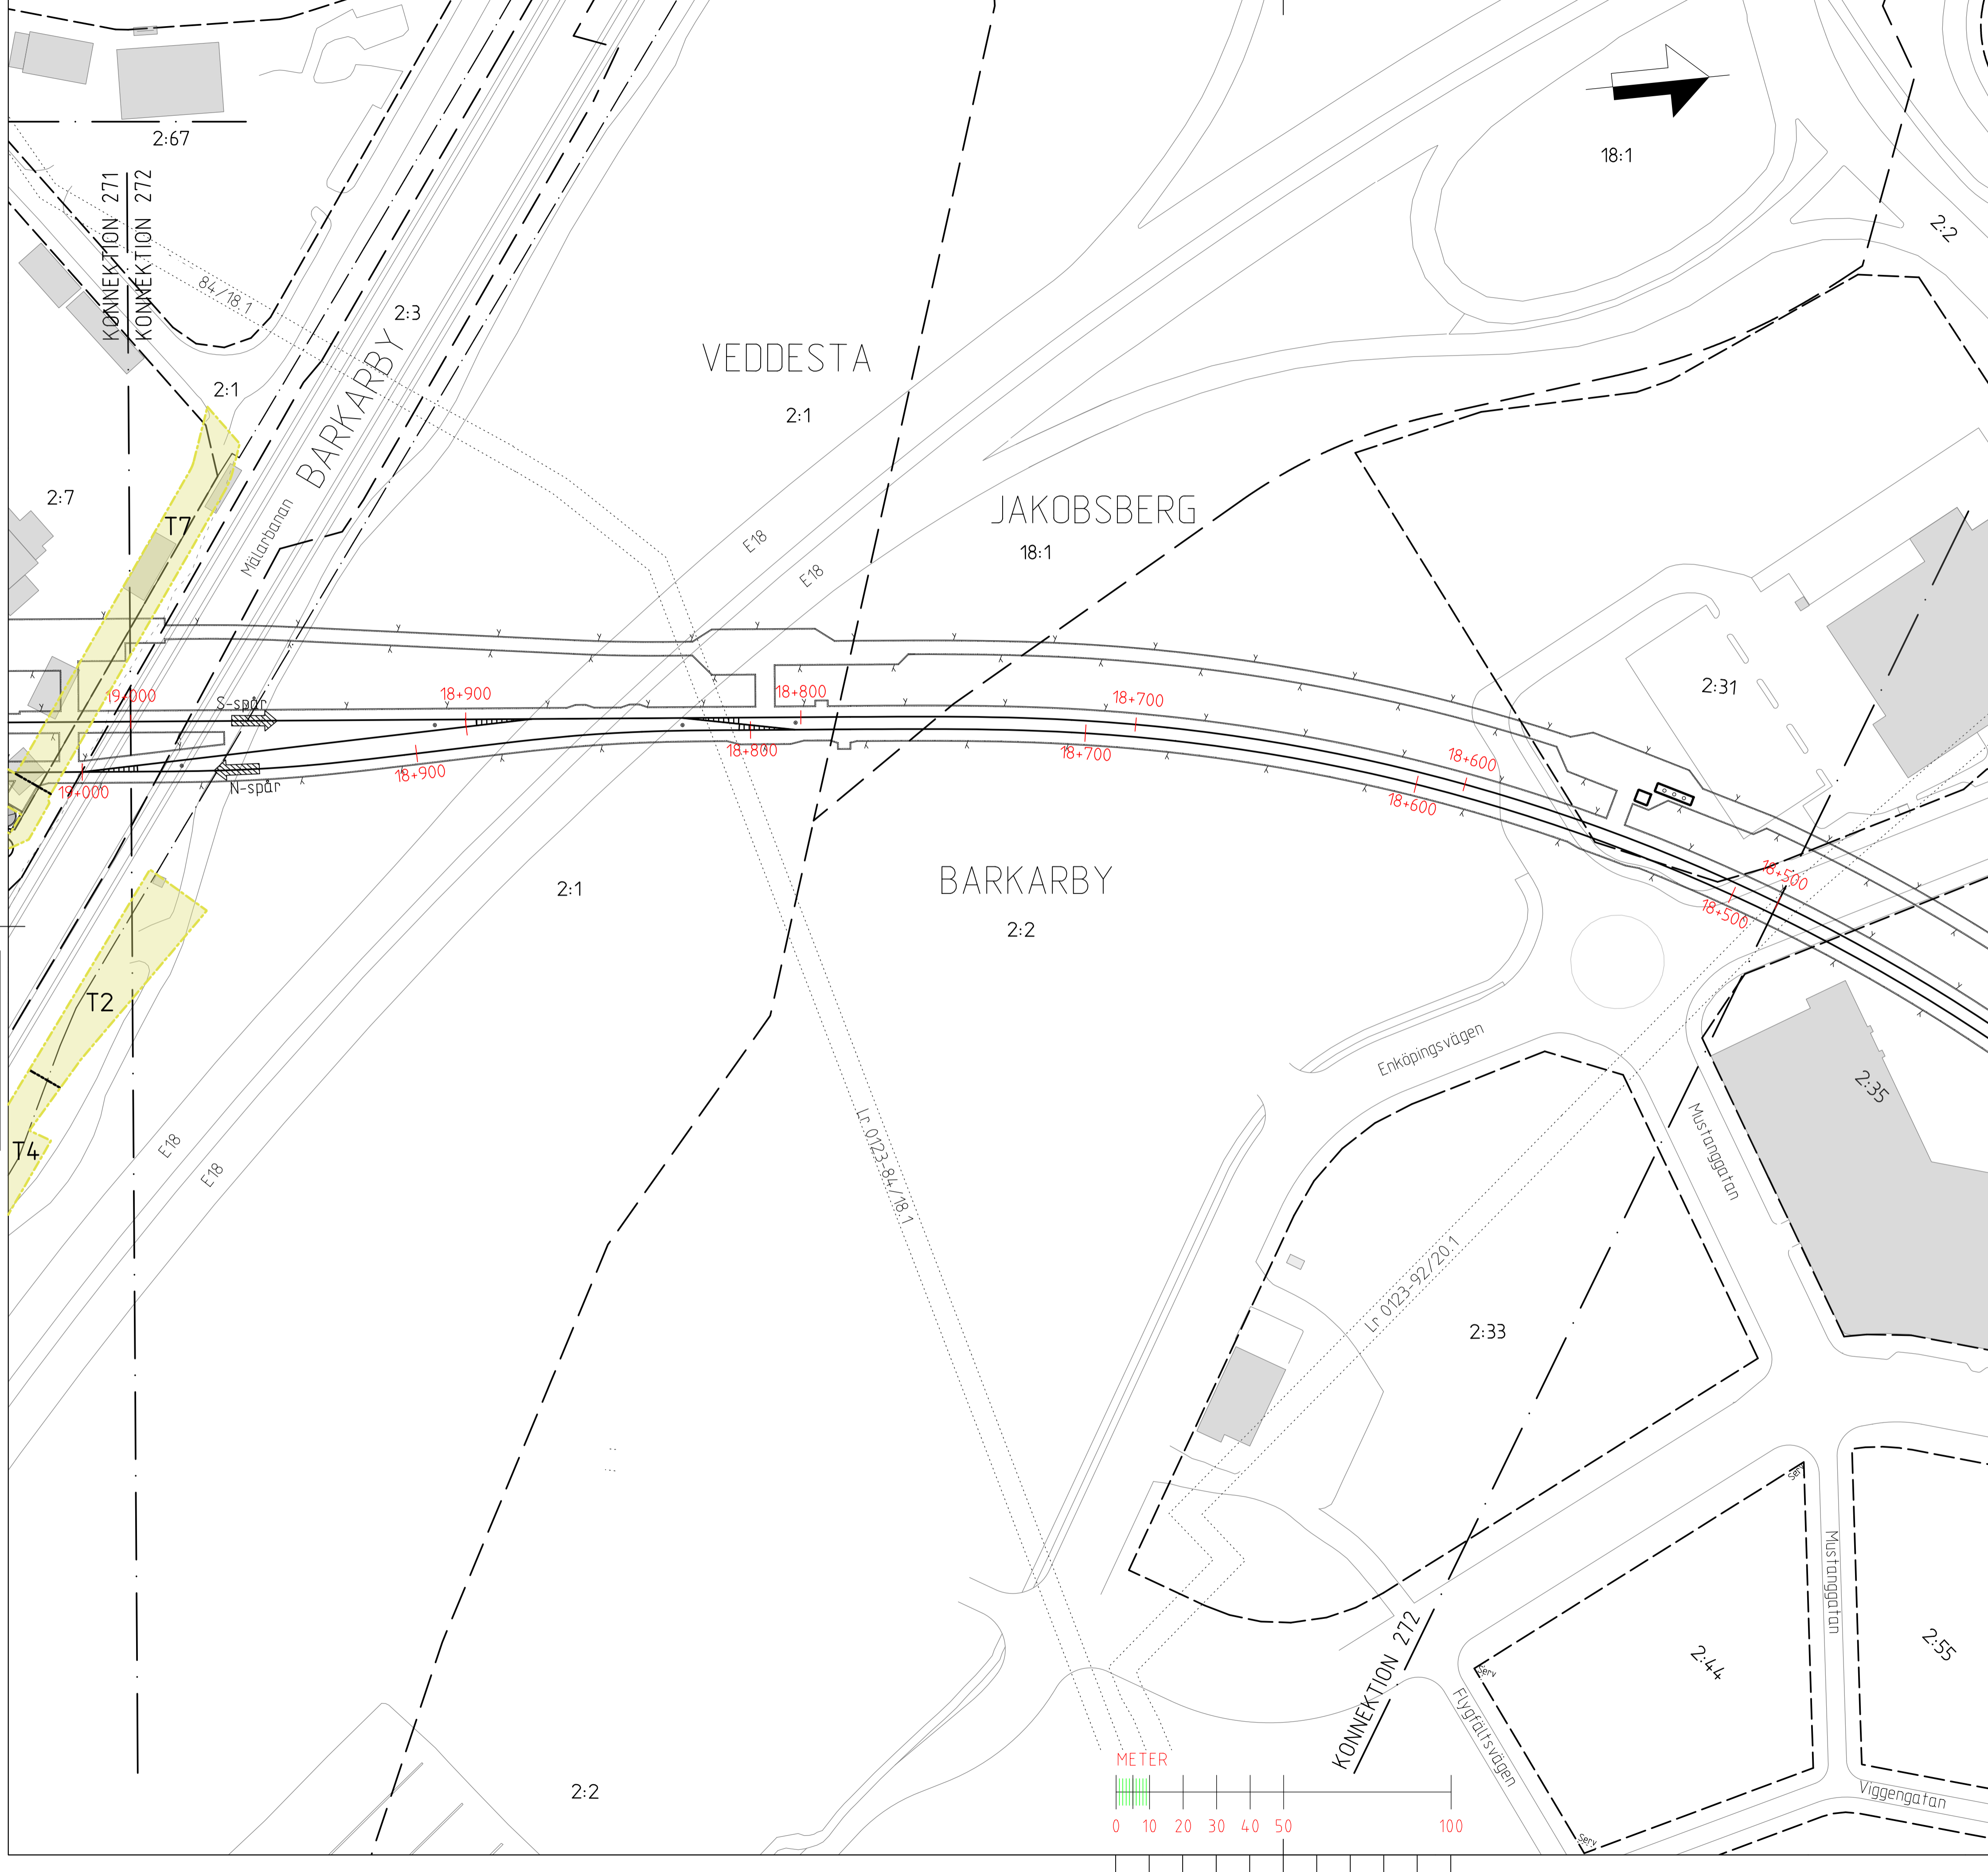 2:67
18:1
KONNEKTION 271
KONNEKTION 272
2:2
84/18.1
2:3
BARKARBY
VEDDESTA
2:1
2:1
2:7
T7
Mälarbanan
JAKOBSBERG
18:1
E18
E18
2:31
19+000
S-spår
18+900
18+800
18+700
18+600
18+500
19+000
N-spår
18+900
18+800
18+700
18+600
18+500
BARKARBY
2:2
2:1
T2
T4
E18
E18
Enköpingsvägen
2:35
Mustanggatan
Lr 0123-84/18.1
Lr 0123-92/20.1
2:33
Serv
Mustanggatan
2:44
2:55
Serv
KONNEKTION 272
Flygfältsvägen
Viggengatan
Serv
2:2
METER
0 10 20 30 40 50 100